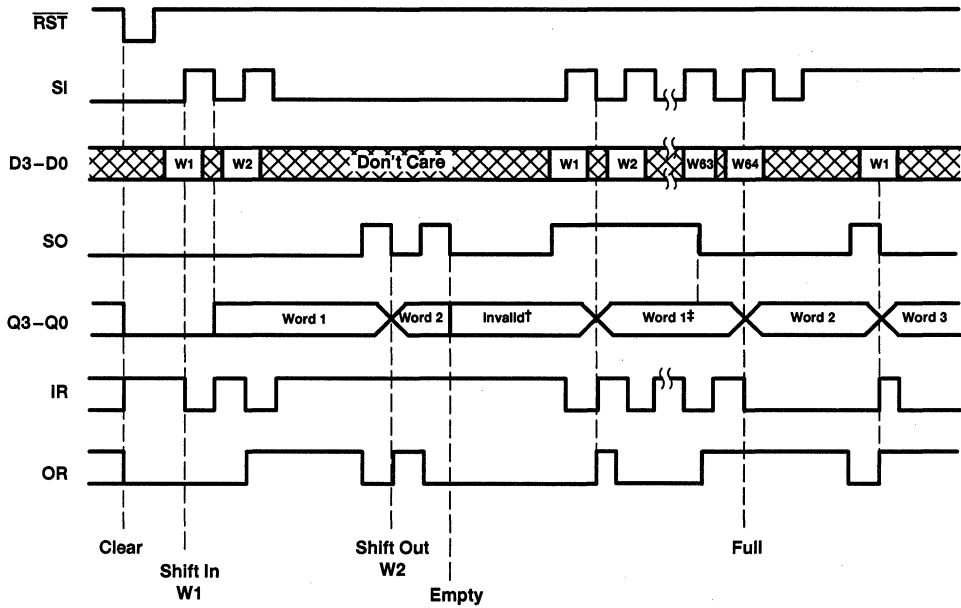 RST
SI
D3–D0 W1 W2 Don't Care W1 W2 W63 W64 W1
SO
Q3–Q0 Word 1 Word 2 Invalid† Word 1‡ Word 2 Word 3
IR
OR
Clear
Shift In
W1
Shift Out
W2
Empty
Full